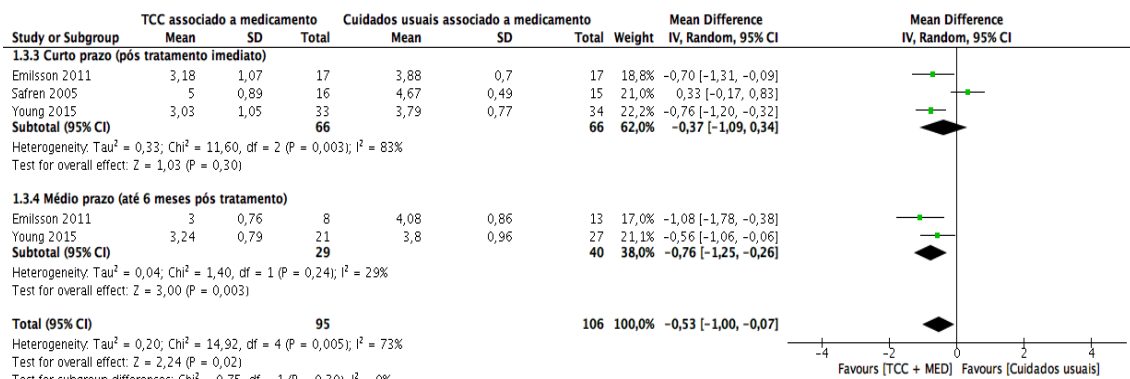 TCC associado a medicamento Cuidados usuais associado a medicamento Mean Difference Mean Difference
Study or Subgroup Mean SD Total Mean SD Total Weight IV, Random, 95% CI IV, Random, 95% CI
1.3.3 Curto prazo (pós tratamento imediato)
Emilsson 2011 3,18 1,07 17 3,88 0,7 17 18,8% -0,70 [-1,31, -0,09]
Safren 2005 5 0,89 16 4,67 0,49 15 21,0% 0,33 [-0,17, 0,83]
Young 2015 3,03 1,05 33 3,79 0,77 34 22,2% -0,76 [-1,20, -0,32]
Subtotal (95% CI) 66 66 62,0% -0,37 [-1,09, 0,34]
Heterogeneity: Tau² = 0,33; Chi² = 11,60, df = 2 (P = 0,003); I² = 83%
Test for overall effect: Z = 1,03 (P = 0,30)
1.3.4 Médio prazo (até 6 meses pós tratamento)
Emilsson 2011 3 0,76 8 4,08 0,86 13 17,0% -1,08 [-1,78, -0,38]
Young 2015 3,24 0,79 21 3,8 0,96 27 21,1% -0,56 [-1,06, -0,06]
Subtotal (95% CI) 29 40 38,0% -0,76 [-1,25, -0,26]
Heterogeneity: Tau² = 0,04; Chi² = 1,40, df = 1 (P = 0,24); I² = 29%
Test for overall effect: Z = 3,00 (P = 0,003)
Total (95% CI) 95 106 100,0% -0,53 [-1,00, -0,07]
Heterogeneity: Tau² = 0,20; Chi² = 14,92, df = 4 (P = 0,005); I² = 73%
Test for overall effect: Z = 2,24 (P = 0,02)
Test for subgroup differences: Chi² = 0,75, df = 1 (P = 0,39), I² = 0%
-4 -2 0 2 4
Favours [TCC + MED] Favours [Cuidados usuais]